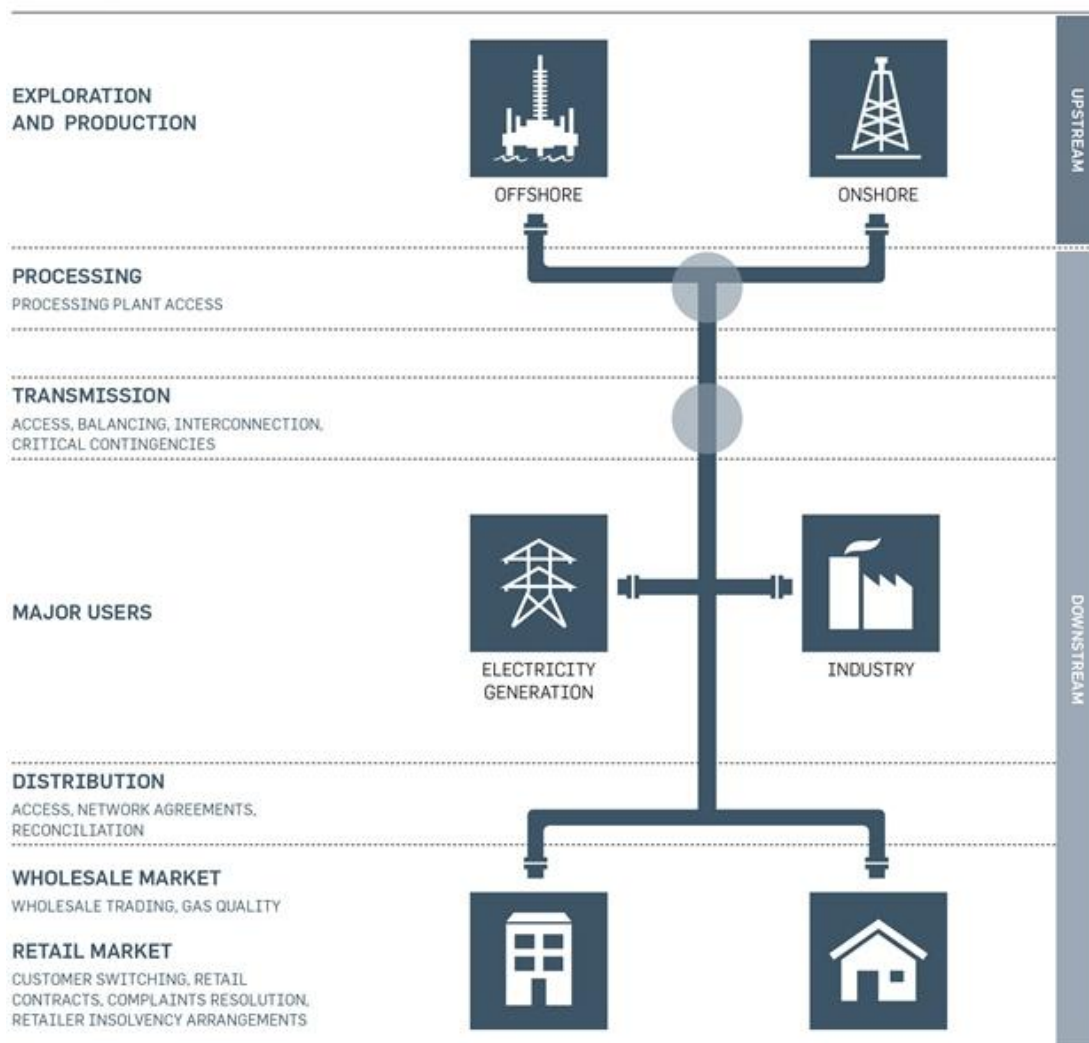 EXPLORATION
AND PRODUCTION
OFFSHORE
ONSHORE
UPSTREAM
PROCESSING
PROCESSING PLANT ACCESS
TRANSMISSION
ACCESS, BALANCING, INTERCONNECTION,
CRITICAL CONTINGENCIES
MAJOR USERS
ELECTRICITY
GENERATION
INDUSTRY
DOWNSTREAM
DISTRIBUTION
ACCESS, NETWORK AGREEMENTS,
RECONCILIATION
WHOLESALE MARKET
WHOLESALE TRADING, GAS QUALITY
RETAIL MARKET
CUSTOMER SWITCHING, RETAIL
CONTRACTS, COMPLAINTS RESOLUTION,
RETAILER INSOLVENCY ARRANGEMENTS